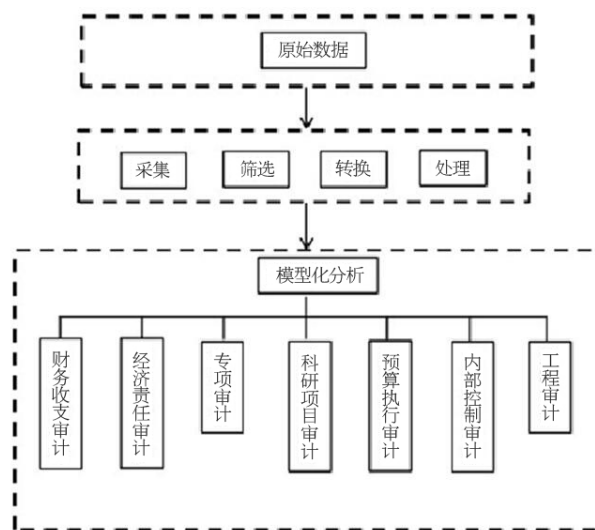 原始数据
采集
筛选
转换
处理
模型化分析
财务收支审计
经济责任审计
专项审计
科研项目审计
预算执行审计
内部控制审计
工程审计